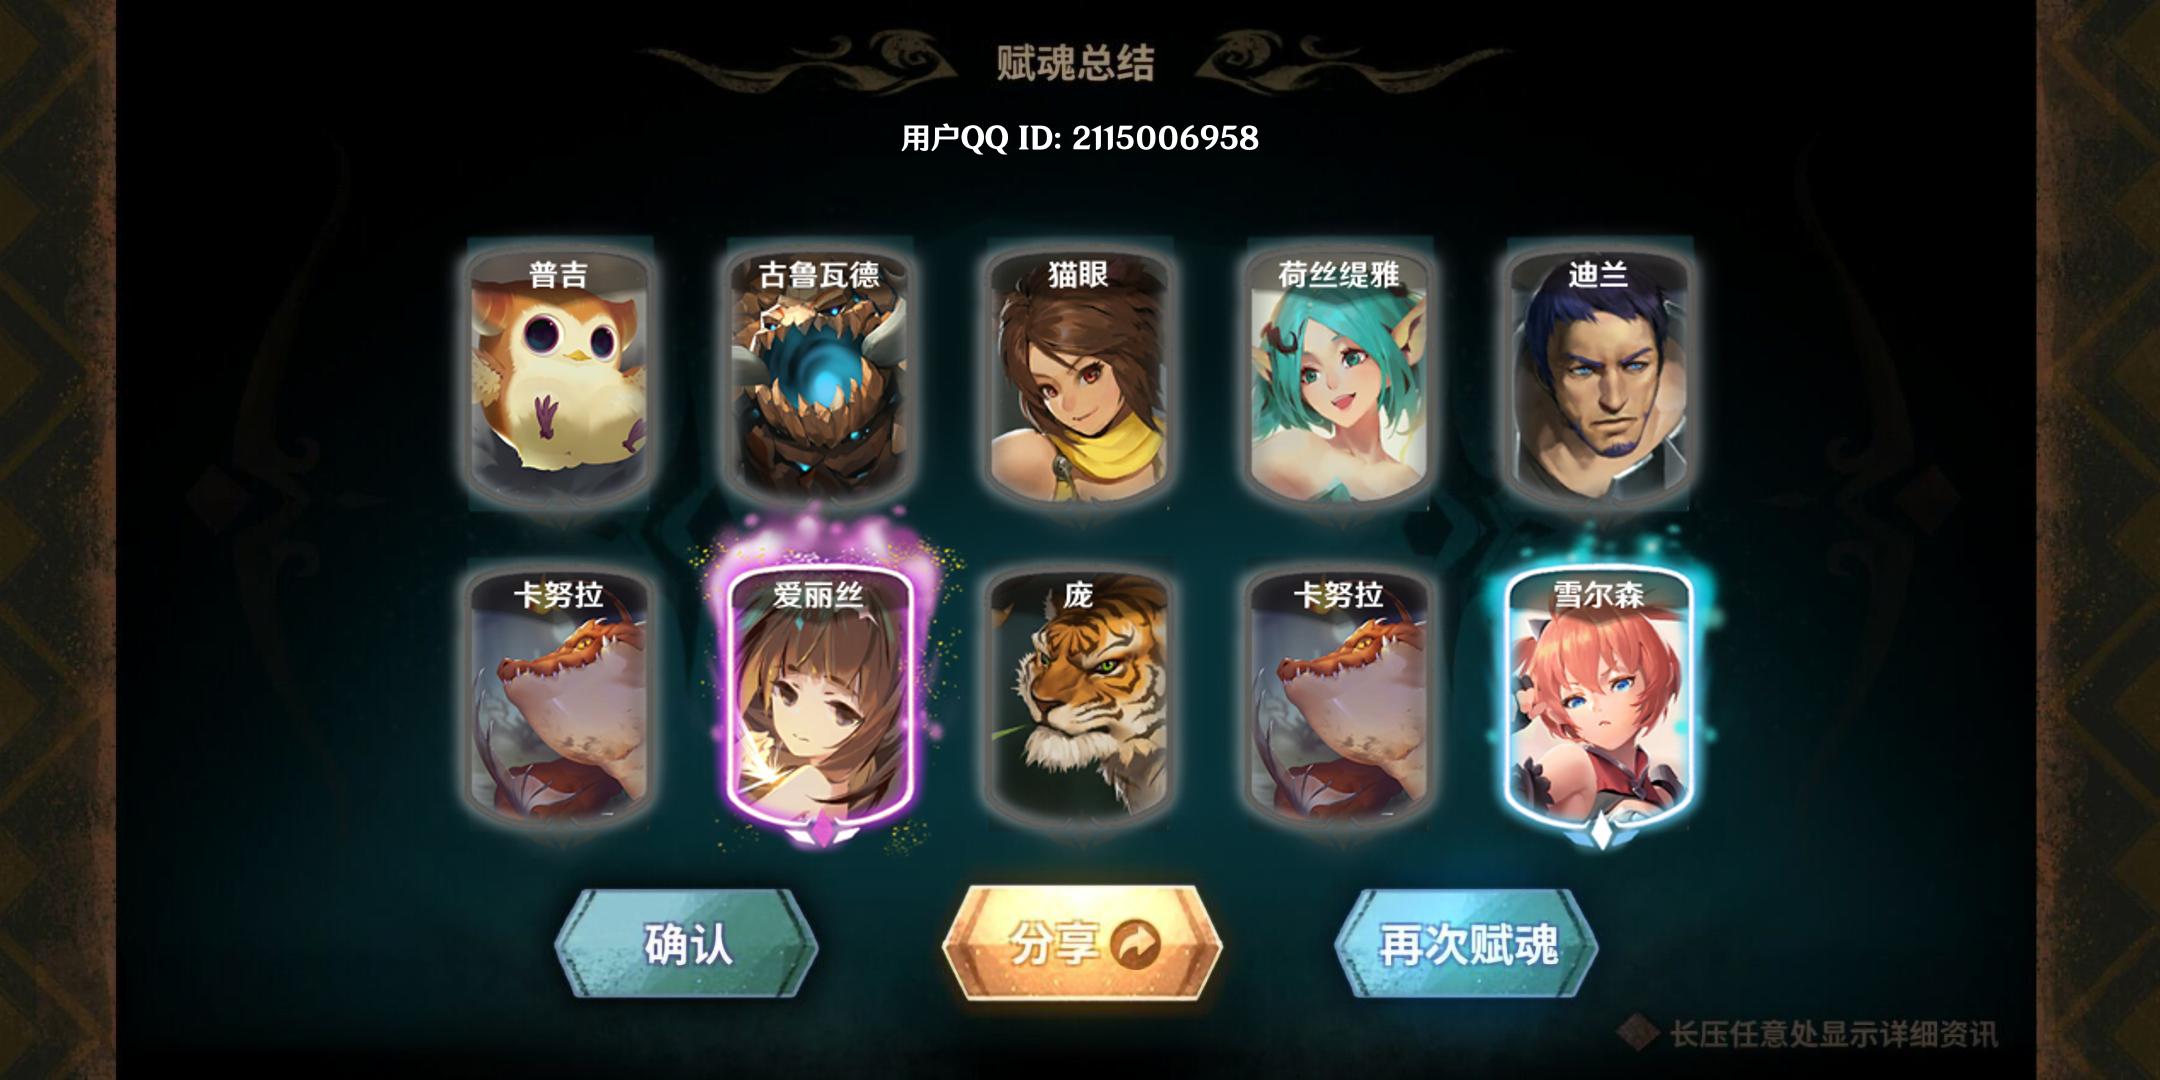 赋魂总结
用户QQ ID: 2115006958
普吉
古鲁瓦德
猫眼
荷丝缇雅
迪兰
卡努拉
爱丽丝
庞
卡努拉
雪尔森
确认
分享
再次赋魂
长压任意处显示详细资讯